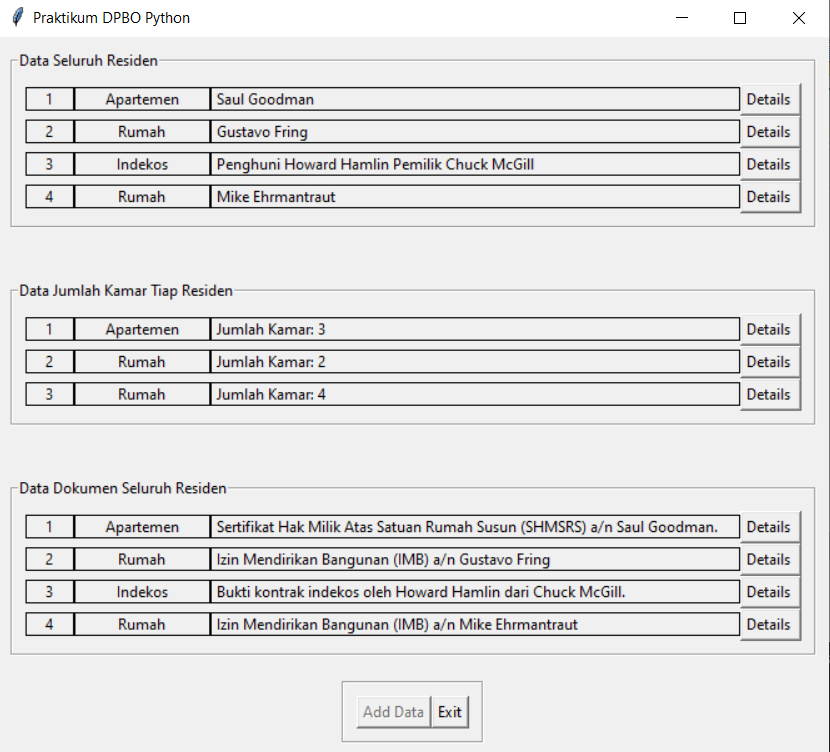 Praktikum DPBO Python
Data Seluruh Residen
1 Apartemen Saul Goodman Details
2 Rumah Gustavo Fring Details
3 Indekos Penghuni Howard Hamlin Pemilik Chuck McGill Details
4 Rumah Mike Ehrmantraut Details
Data Jumlah Kamar Tiap Residen
1 Apartemen Jumlah Kamar: 3 Details
2 Rumah Jumlah Kamar: 2 Details
3 Rumah Jumlah Kamar: 4 Details
Data Dokumen Seluruh Residen
1 Apartemen Sertifikat Hak Milik Atas Satuan Rumah Susun (SHMSRS) a/n Saul Goodman. Details
2 Rumah Izin Mendirikan Bangunan (IMB) a/n Gustavo Fring Details
3 Indekos Bukti kontrak indekos oleh Howard Hamlin dari Chuck McGill. Details
4 Rumah Izin Mendirikan Bangunan (IMB) a/n Mike Ehrmantraut Details
Add Data Exit